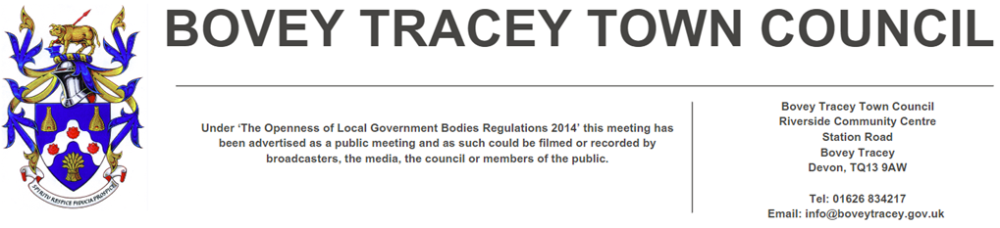 BOVEY TRACEY TOWN COUNCIL
Under ‘The Openness of Local Government Bodies Regulations 2014’ this meeting has
been advertised as a public meeting and as such could be filmed or recorded by
broadcasters, the media, the council or members of the public.
Bovey Tracey Town Council
Riverside Community Centre
Station Road
Bovey Tracey
Devon, TQ13 9AW
Tel: 01626 834217
Email: info@boveytracey.gov.uk
SPIRITU RESPICE FIDUCIA PROSPICE